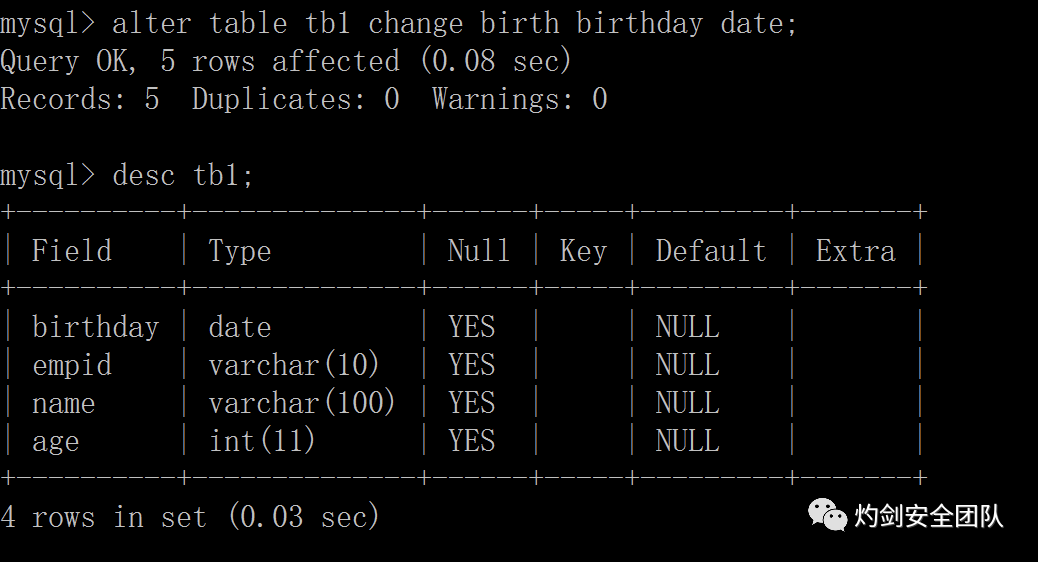 mysql> alter table tb1 change birth birthday date;
Query OK, 5 rows affected (0.08 sec)
Records: 5  Duplicates: 0  Warnings: 0
mysql> desc tb1;
+----------+--------------+------+-----+---------+-------+
| Field    | Type         | Null | Key | Default | Extra |
+----------+--------------+------+-----+---------+-------+
| birthday | date         | YES  |     | NULL    |       |
| empid    | varchar(10)  | YES  |     | NULL    |       |
| name     | varchar(100) | YES  |     | NULL    |       |
| age      | int(11)      | YES  |     | NULL    |       |
+----------+--------------+------+-----+---------+-------+
4 rows in set (0.03 sec)
灼剑安全团队